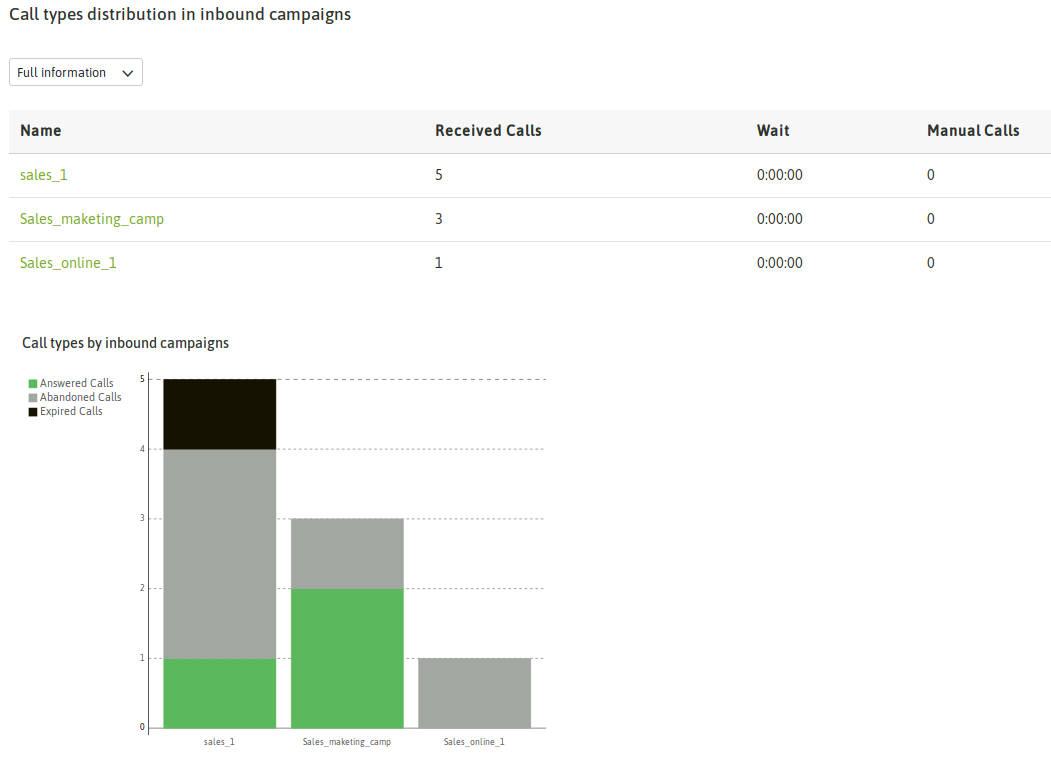 Call types distribution in inbound campaigns
Full information
Name Received Calls Wait Manual Calls
sales_1 5 0:00:00 0
Sales_maketing_camp 3 0:00:00 0
Sales_online_1 1 0:00:00 0
Call types by inbound campaigns
Answered Calls
Abandoned Calls
Expired Calls
5
4
3
2
1
0
sales_1 Sales_maketing_camp Sales_online_1